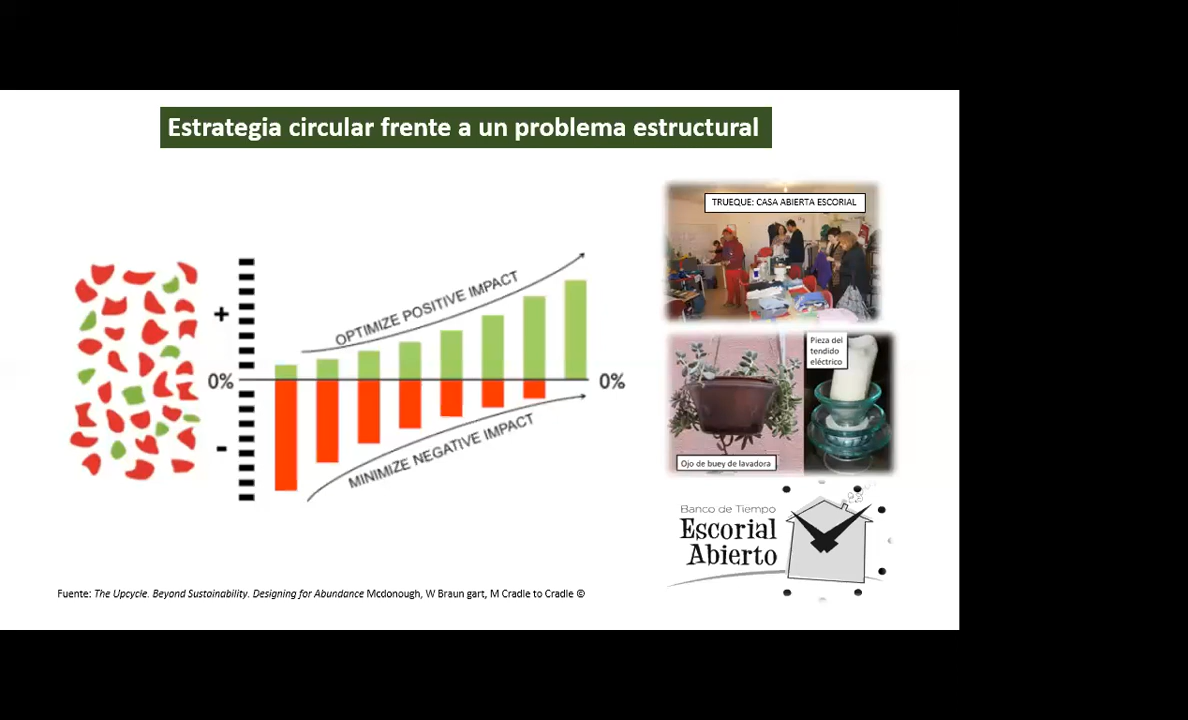 Estrategia circular frente a un problema estructural
+
0%
-
OPTIMIZE POSITIVE IMPACT
MINIMIZE NEGATIVE IMPACT
0%
TRUEQUE: CASA ABIERTA ESCORIAL
Pieza del
tendido
eléctrico
Ojo de buey de lavadora
Banco de Tiempo
Escorial
Abierto
Fuente: The Upcycle. Beyond Sustainability. Designing for Abundance Mcdonough, W Braun gart, M Cradle to Cradle ©